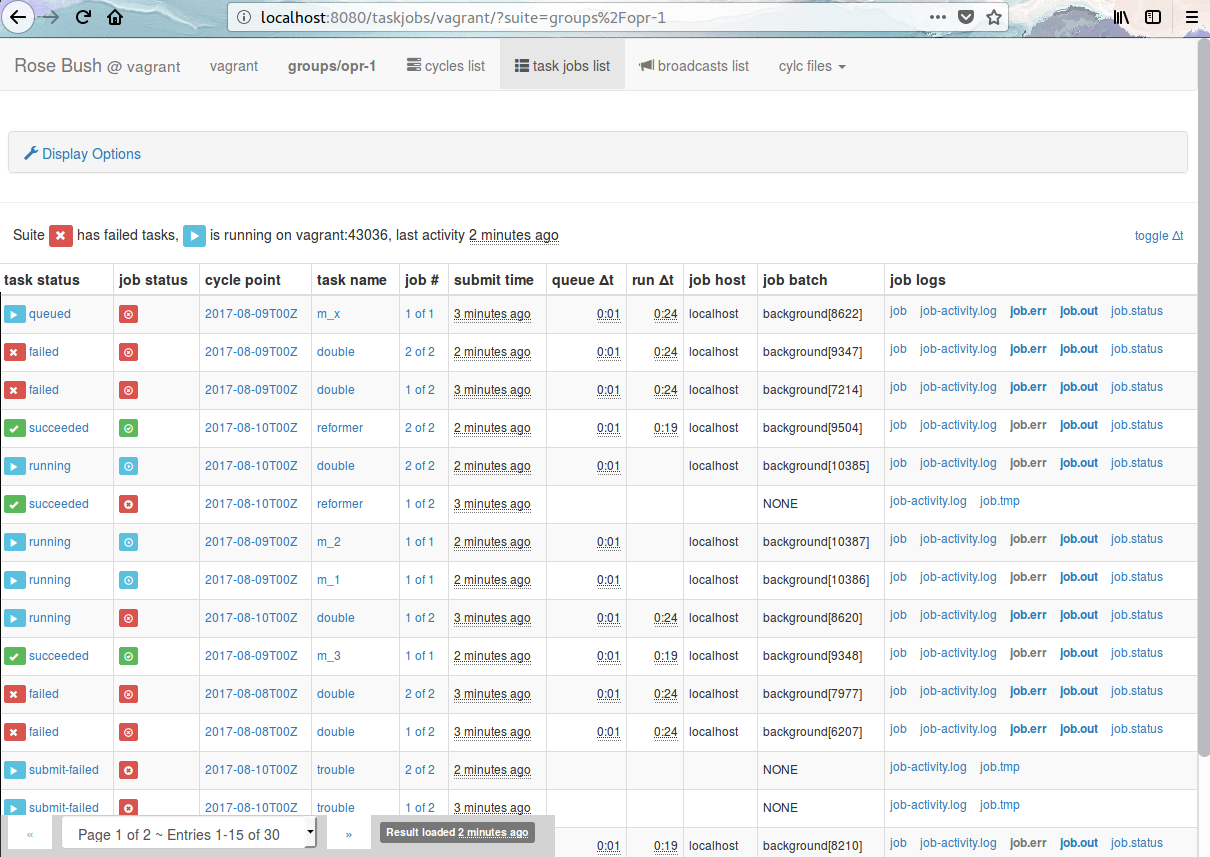 localhost:8080/taskjobs/vagrant/?suite=groups%2Fopr-1
Rose Bush @ vagrant vagrant groups/opr-1 cycles list task jobs list broadcasts list cylc files
Display Options
Suite has failed tasks, is running on vagrant:43036, last activity 2 minutes ago toggle Δt
task status job status cycle point task name job # submit time queue Δt run Δt job host job batch job logs
queued 2017-08-09T00Z m_x 1 of 1 3 minutes ago 0:01 0:24 localhost background[8622] job job-activity.log job.err job.out job.status
failed 2017-08-09T00Z double 2 of 2 2 minutes ago 0:01 0:24 localhost background[9347] job job-activity.log job.err job.out job.status
failed 2017-08-09T00Z double 1 of 2 3 minutes ago 0:01 0:24 localhost background[7214] job job-activity.log job.err job.out job.status
succeeded 2017-08-10T00Z reformer 2 of 2 2 minutes ago 0:01 0:19 localhost background[9504] job job-activity.log job.err job.out job.status
running 2017-08-10T00Z double 2 of 2 2 minutes ago 0:01 localhost background[10385] job job-activity.log job.err job.out job.status
succeeded 2017-08-10T00Z reformer 1 of 2 3 minutes ago NONE job-activity.log job.tmp
running 2017-08-09T00Z m_2 1 of 1 2 minutes ago 0:01 localhost background[10387] job job-activity.log job.err job.out job.status
running 2017-08-09T00Z m_1 1 of 1 2 minutes ago 0:01 localhost background[10386] job job-activity.log job.err job.out job.status
running 2017-08-10T00Z double 1 of 2 3 minutes ago 0:01 0:24 localhost background[8620] job job-activity.log job.err job.out job.status
succeeded 2017-08-09T00Z m_3 1 of 1 2 minutes ago 0:01 0:19 localhost background[9348] job job-activity.log job.err job.out job.status
failed 2017-08-08T00Z double 2 of 2 3 minutes ago 0:01 0:24 localhost background[7977] job job-activity.log job.err job.out job.status
failed 2017-08-08T00Z double 1 of 2 3 minutes ago 0:01 0:24 localhost background[6207] job job-activity.log job.err job.out job.status
submit-failed 2017-08-10T00Z trouble 2 of 2 2 minutes ago NONE job-activity.log job.tmp
submit-failed 2017-08-10T00Z trouble 1 of 2 3 minutes ago NONE job-activity.log job.tmp
0:01 0:19 localhost background[8210] job job-activity.log job.err job.out job.status
« Page 1 of 2 ~ Entries 1-15 of 30 » Result loaded 2 minutes ago